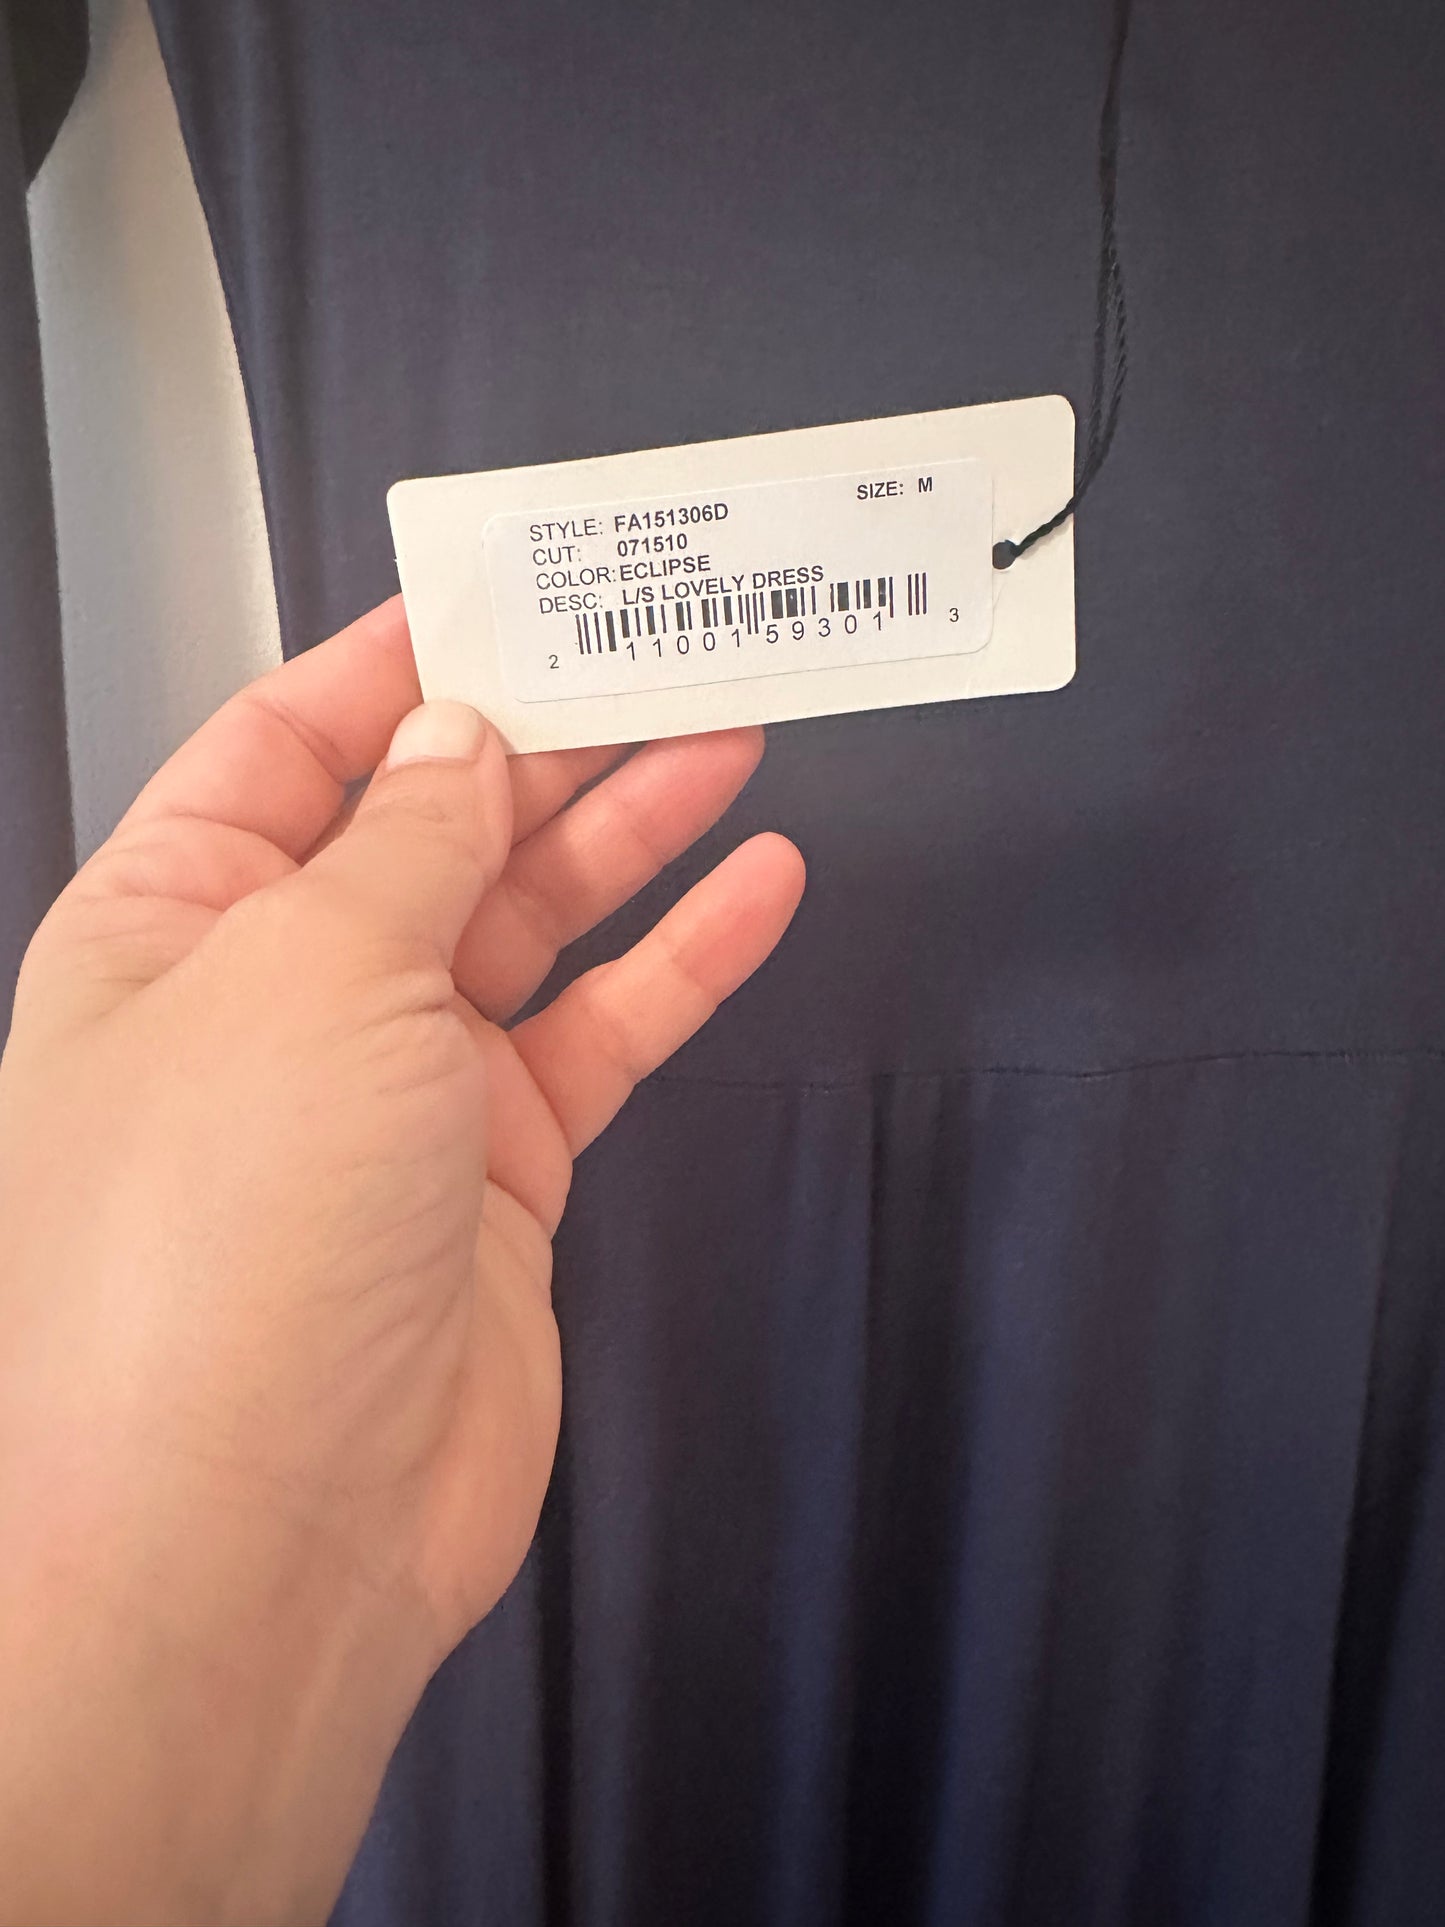 SIZE: M
STYLE: FA151306D
CUT: 071510
COLOR: ECLIPSE
DESC: L/S LOVELY DRESS
2 11001 59301 3